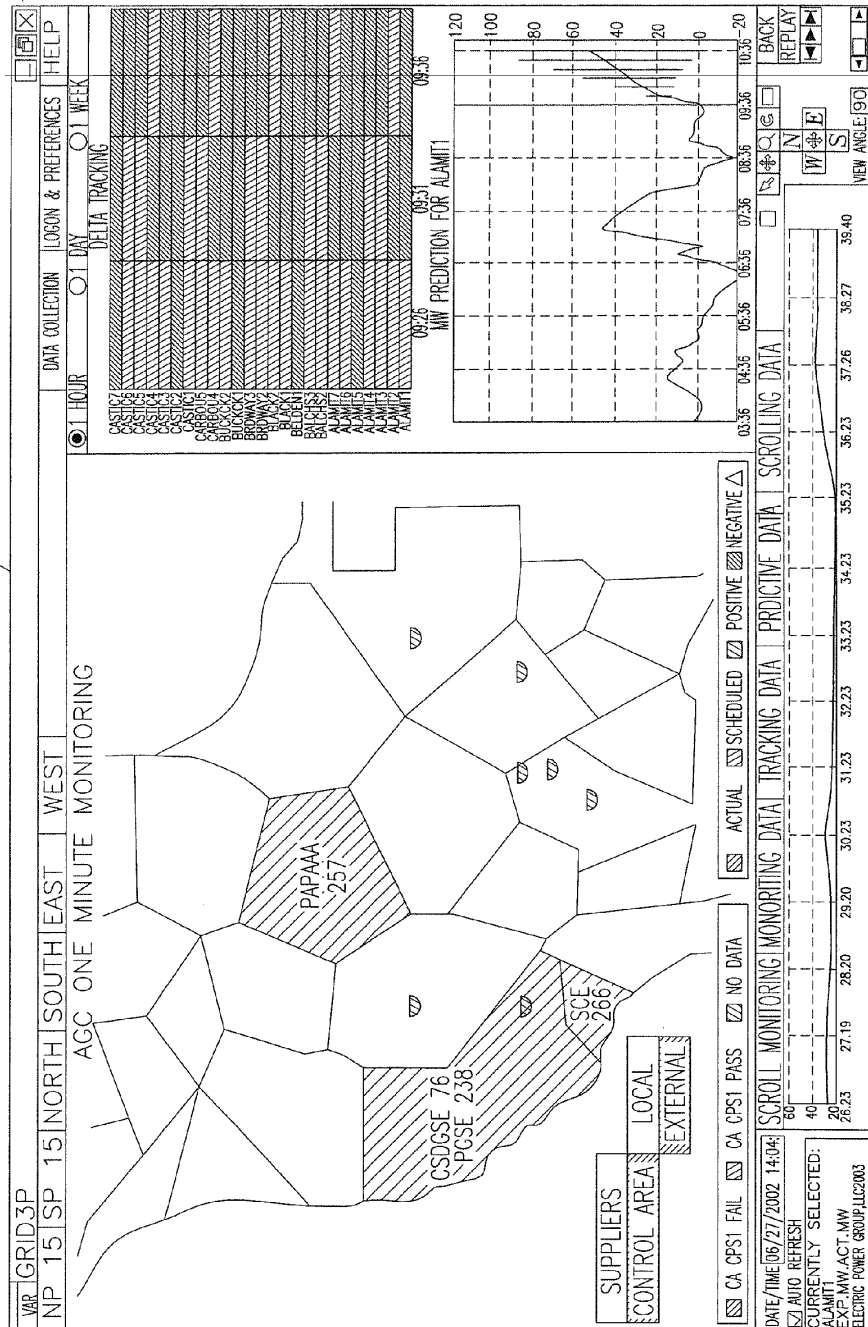 VAR GRID3P
NP 15 SP 15 NORTH SOUTH EAST WEST
DATA COLLECTION LOGON & PREFERENCES HELP
AGC ONE MINUTE MONITORING
1 HOUR 1 DAY 1 WEEK
DELTA TRACKING
CASTIC7
CASTIC6
CASTIC5
CASTIC4
CASTIC3
CASTIC2
CASTIC1
CARBOU5
CARBOU4
BUCKCK2
BUCKCK1
BRDWAY3
BRDWAY2
BLACK2
BLACK1
BELDEN1
BALCHS3
BALCHS2
ALAMIT7
ALAMIT6
ALAMIT5
ALAMIT4
ALAMIT3
ALAMIT2
ALAMIT1
09:26 09:31 09:36
MW PREDICTION FOR ALAMIT1
120
100
80
60
40
20
0
-20
03:36 04:36 05:36 06:36 07:36 08:36 09:36 10:36
PAPAAA
257
CSDGSE 76
PGSE 238
SCE
266
SUPPLIERS
CONTROL AREA LOCAL
EXTERNAL
CA CPS1 FAIL CA CPS1 PASS NO DATA
ACTUAL SCHEDULED POSITIVE NEGATIVE
DATE/TIME 06/27/2002 14:04:
AUTO REFRESH
CURRENTLY SELECTED:
ALAMIT1
EXP.MW.ACT.MW
ELECTRIC POWER GROUP,LLC2003
SCROLL MONITORING MONORITING DATA TRACKING DATA PRDICTIVE DATA SCROLLING DATA
60
40
20
26.23 27.19 28.20 29.20 30.23 31.23 32.23 33.23 34.23 35.23 36.23 37.26 38.27 39.40
BACK
REPLAY
N
W E
S
VIEW ANGLE: 90